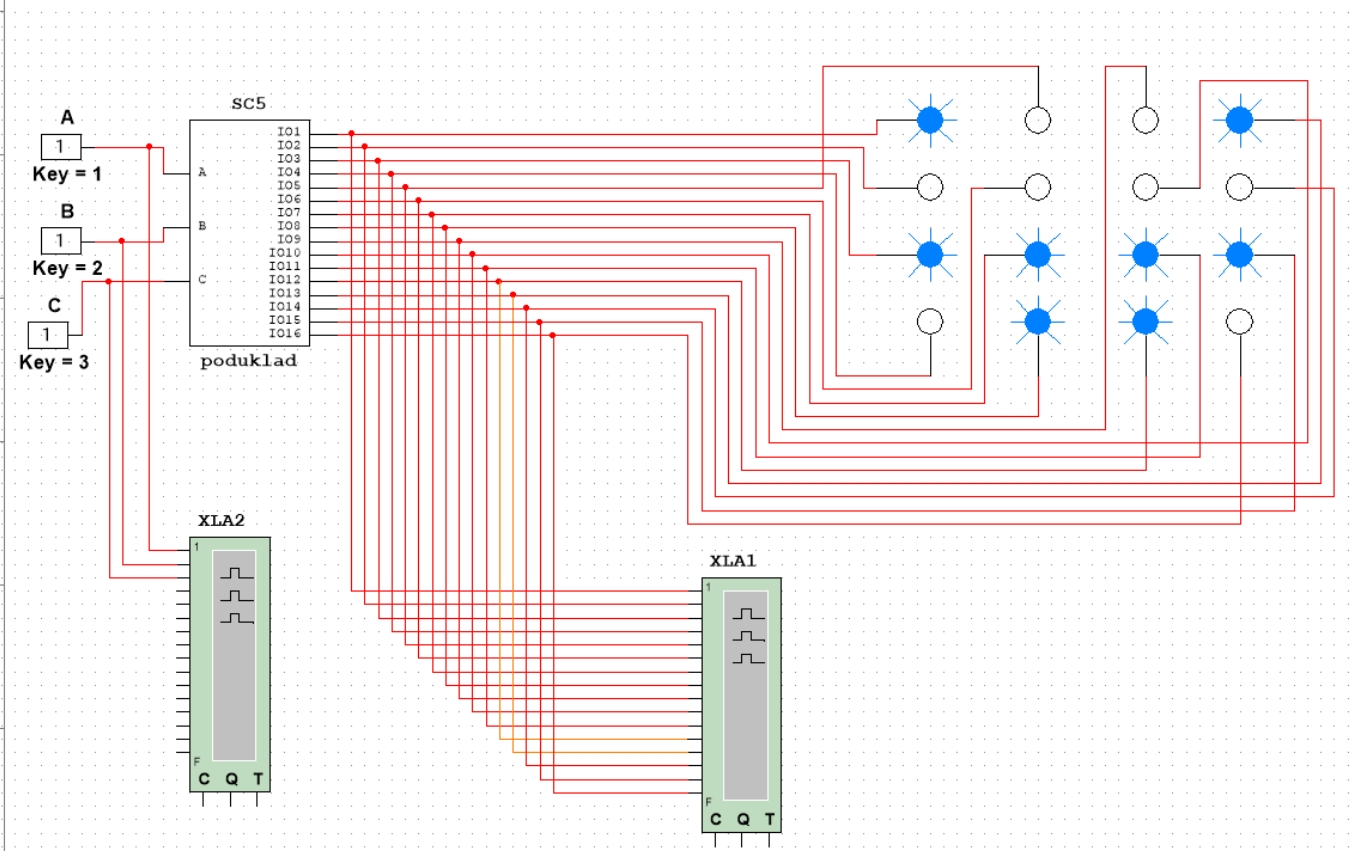 A
1
Key = 1
B
1
Key = 2
C
1
Key = 3
SC5
A
B
C
IO1
IO2
IO3
IO4
IO5
IO6
IO7
IO8
IO9
IO10
IO11
IO12
IO13
IO14
IO15
IO16
poduklad
XLA2
1
F
C Q T
XLA1
1
F
C Q T